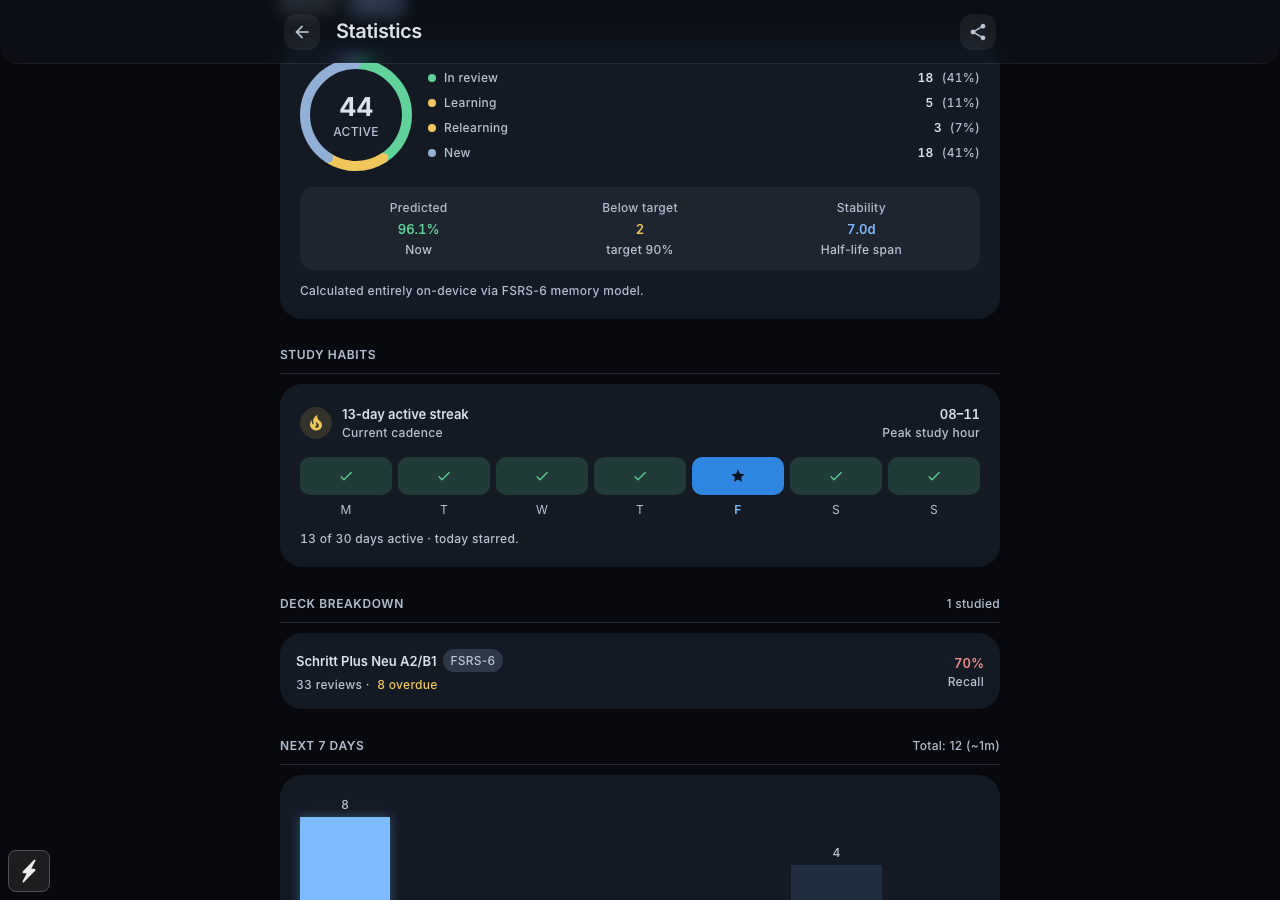 Statistics
44
ACTIVE
In review 18 (41%)
Learning 5 (11%)
Relearning 3 (7%)
New 18 (41%)
Predicted Below target Stability
96.1% 2 7.0d
Now target 90% Half-life span
Calculated entirely on-device via FSRS-6 memory model.
STUDY HABITS
13-day active streak 08–11
Current cadence Peak study hour
M T W T F S S
13 of 30 days active · today starred.
DECK BREAKDOWN 1 studied
Schritt Plus Neu A2/B1 FSRS-6 70%
33 reviews · 8 overdue Recall
NEXT 7 DAYS Total: 12 (~1m)
8
4